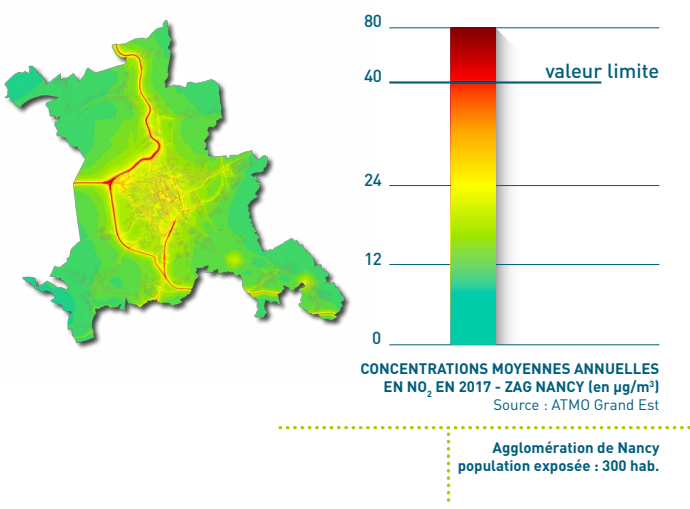 80
valeur limite
40
24
12
0
CONCENTRATIONS MOYENNES ANNUELLES
EN NO₂ EN 2017 - ZAG NANCY (en µg/m³)
Source : ATMO Grand Est
Agglomération de Nancy
population exposée : 300 hab.